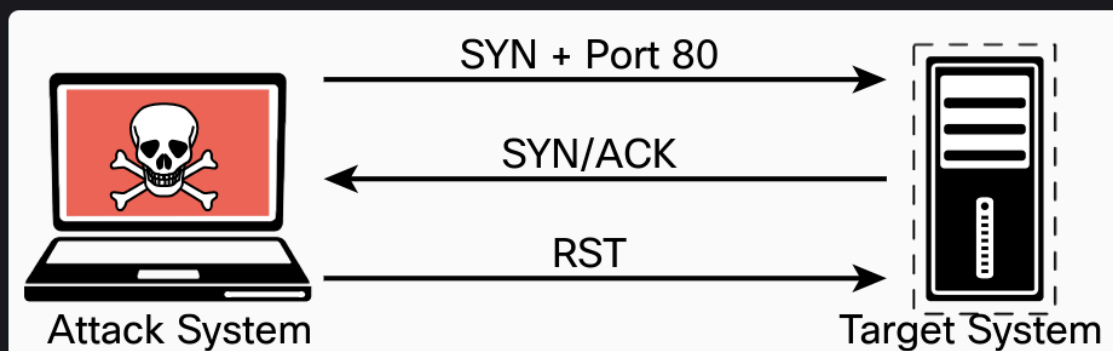 SYN + Port 80
SYN/ACK
RST
Attack System
Target System